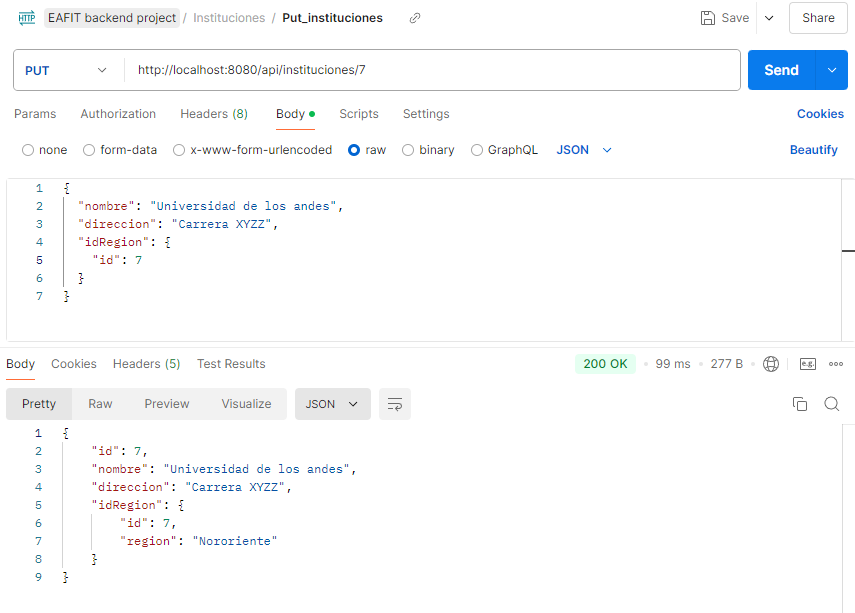 HTTP EAFIT backend project / Instituciones / Put_instituciones Save Share
PUT http://localhost:8080/api/instituciones/7 Send
Params Authorization Headers (8) Body Scripts Settings Cookies
none form-data x-www-form-urlencoded raw binary GraphQL JSON Beautify
1 {
2 "nombre": "Universidad de los andes",
3 "direccion": "Carrera XYZZ",
4 "idRegion": {
5 "id": 7
6 }
7 }
Body Cookies Headers (5) Test Results 200 OK 99 ms 277 B e.g.
Pretty Raw Preview Visualize JSON
1 {
2 "id": 7,
3 "nombre": "Universidad de los andes",
4 "direccion": "Carrera XYZZ",
5 "idRegion": {
6 "id": 7,
7 "region": "Nororiente"
8 }
9 }